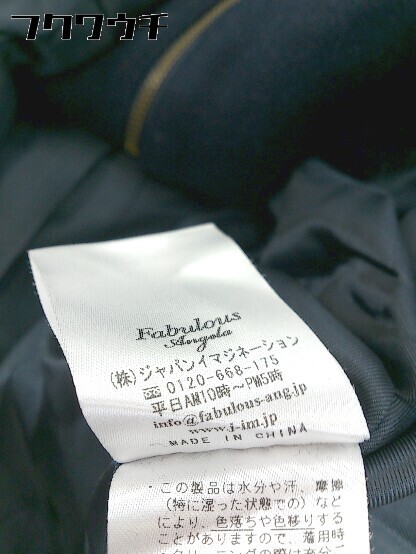 フクウクチ
Fabulous
Angela
(株)ジャパンイマジネーション
0120-668-175
平日AM10時〜PM5時
info@fabulous-ang.jp
www.j-im.jp
MADE IN CHINA
・この製品は水分や汗、摩擦
(特に湿った状態での)など
により、色落ちや色移りする
ことがありますので、着用時